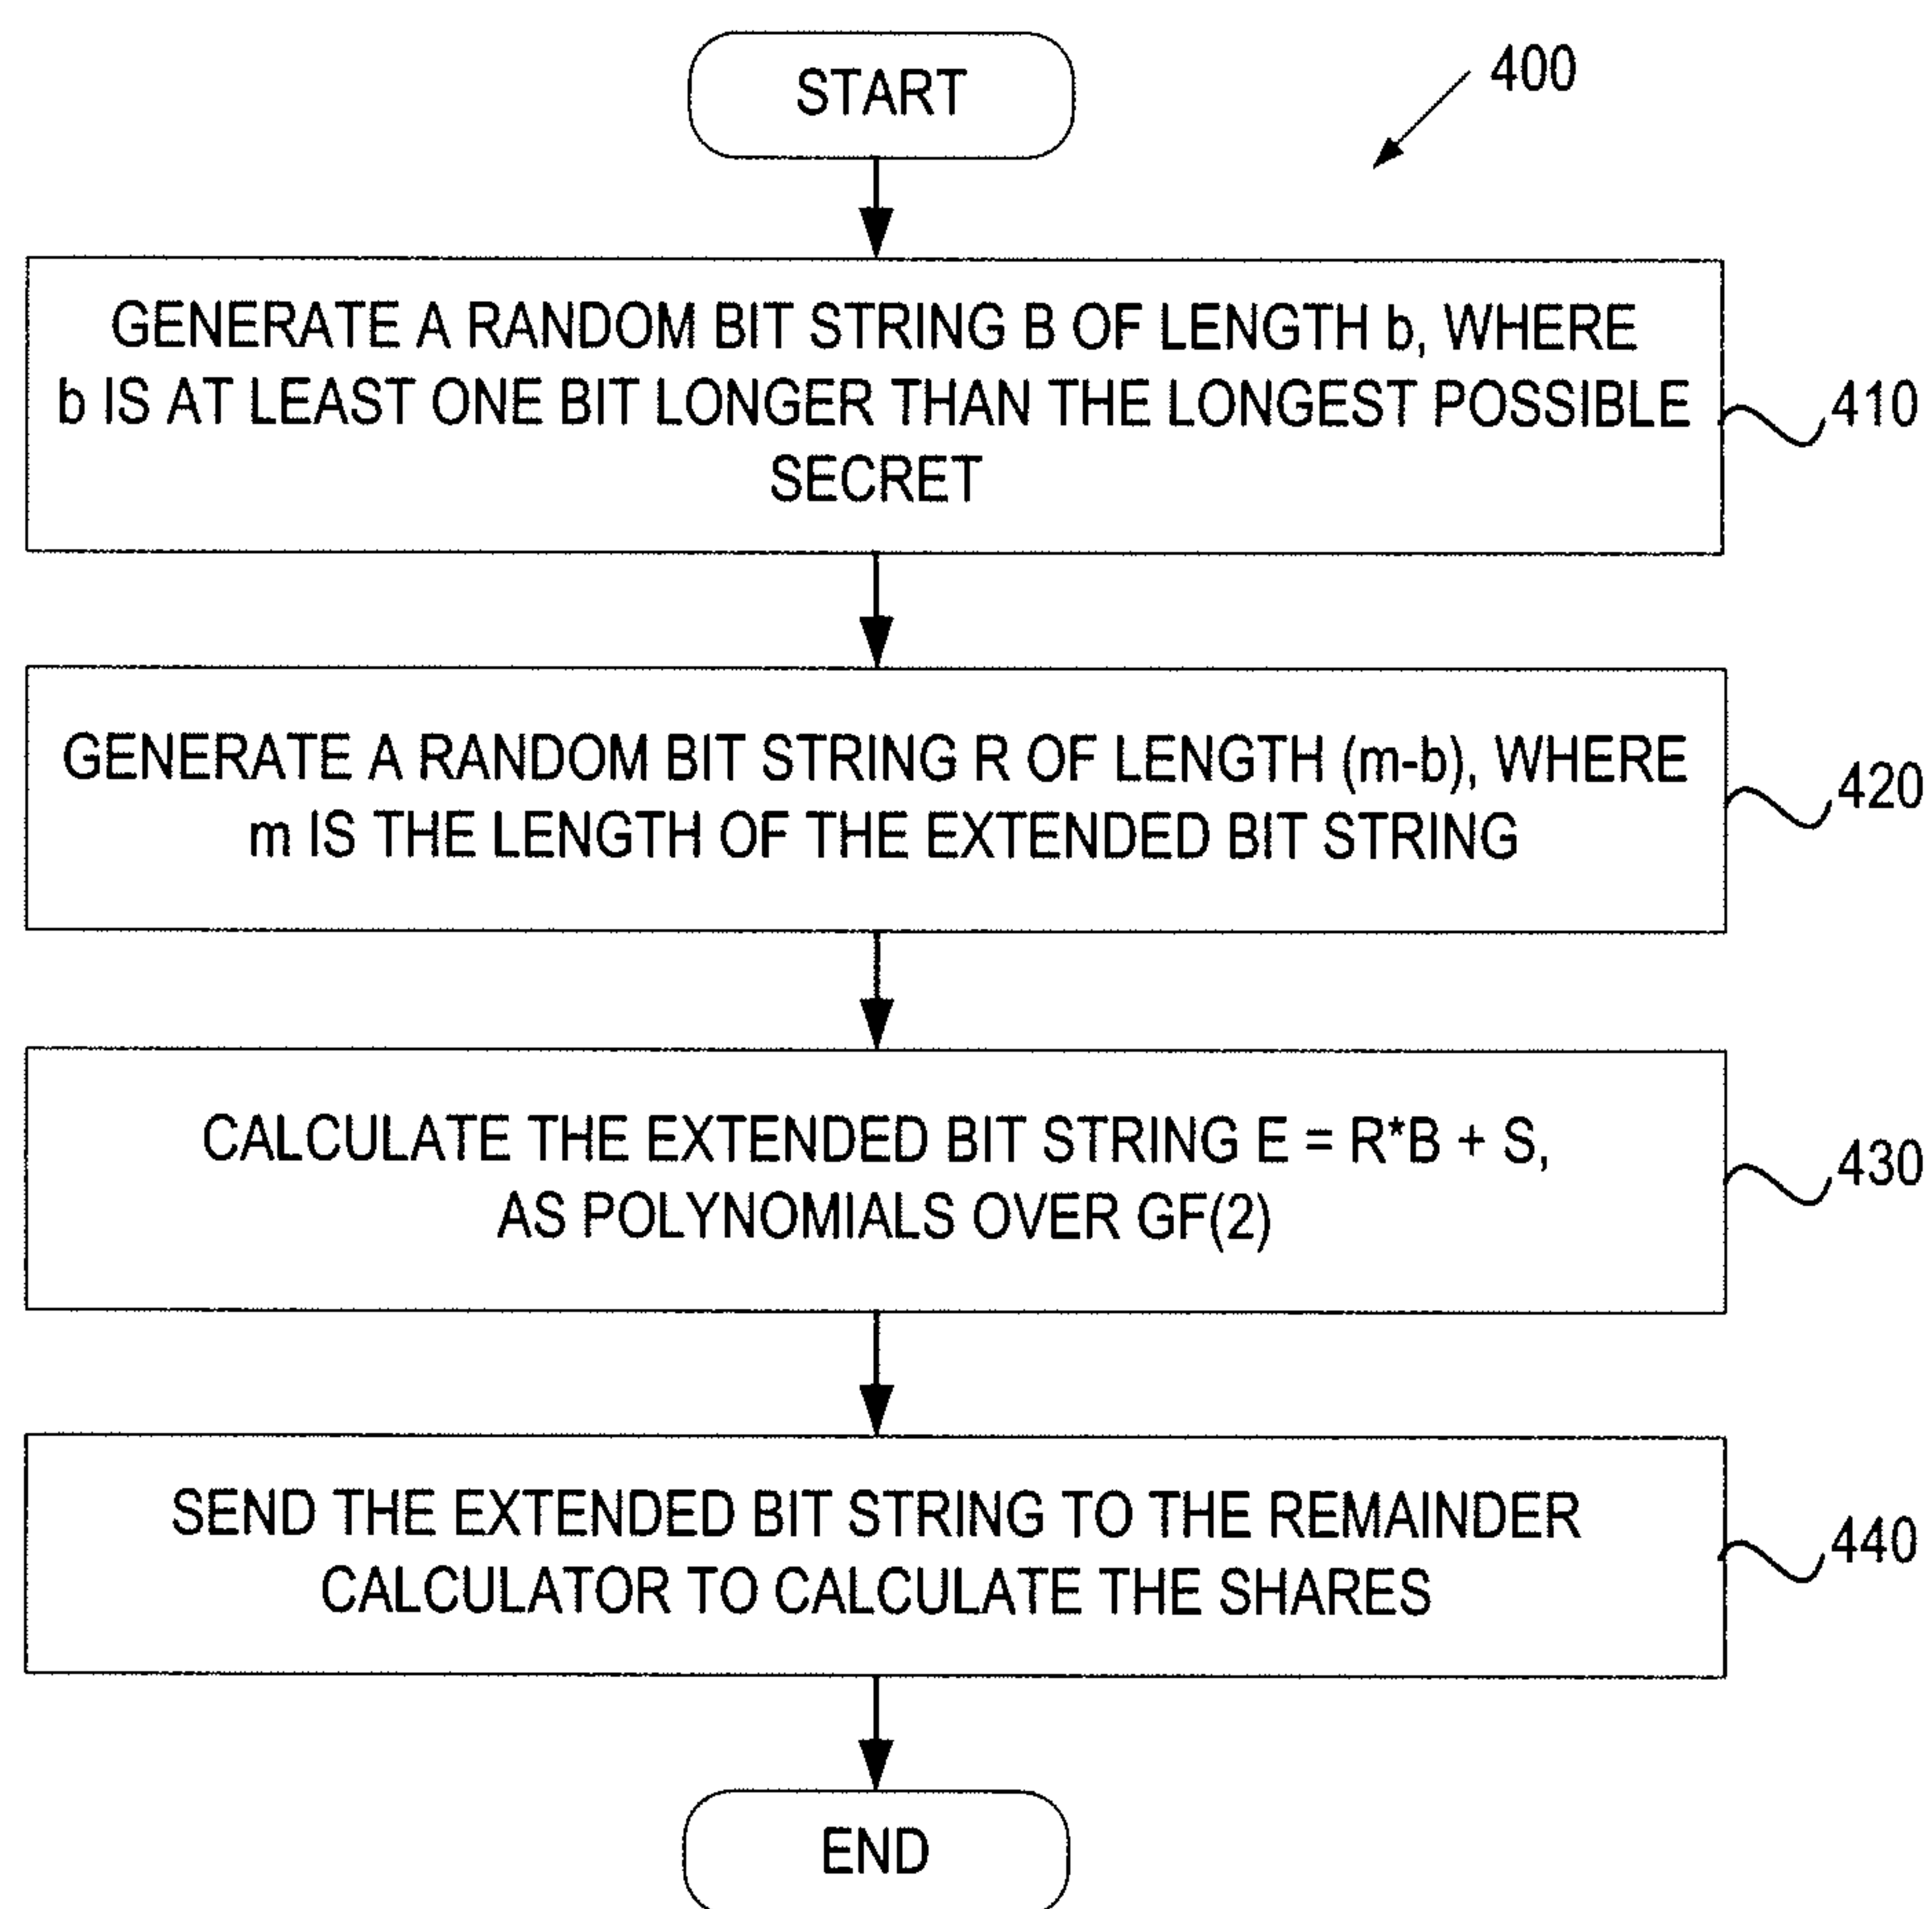 START
400
GENERATE A RANDOM BIT STRING B OF LENGTH b, WHERE
b IS AT LEAST ONE BIT LONGER THAN THE LONGEST POSSIBLE
SECRET
410
GENERATE A RANDOM BIT STRING R OF LENGTH (m-b), WHERE
m IS THE LENGTH OF THE EXTENDED BIT STRING
420
CALCULATE THE EXTENDED BIT STRING E = R*B + S,
AS POLYNOMIALS OVER GF(2)
430
SEND THE EXTENDED BIT STRING TO THE REMAINDER
CALCULATOR TO CALCULATE THE SHARES
440
END